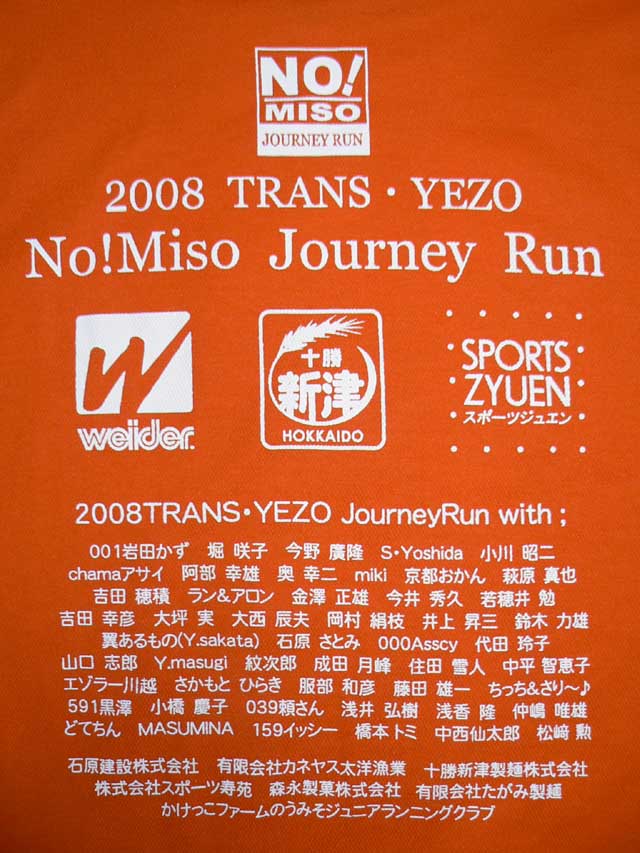 NO!
MISO
JOURNEY RUN
2008 TRANS・YEZO
No!Miso Journey Run
W
weider.
十勝
新津
HOKKAIDO
SPORTS
ZYUEN
スポーツジュエン
2008TRANS・YEZO JourneyRun with ;
001岩田かず 堀 咲子 今野 廣隆 S・Yoshida 小川 昭二
chamaアサイ 阿部 幸雄 奥 幸二 miki 京都おかん 萩原 真也
吉田 穂積 ラン&アロン 金澤 正雄 今井 秀久 若穂井 勉
吉田 幸彦 大坪 実 大西 辰夫 岡村 絹枝 井上 昇三 鈴木 力雄
翼あるもの(Y.sakata) 石原 さとみ 000Asscy 代田 玲子
山口 志郎 Y.masugi 紋次郎 成田 月峰 住田 雪人 中平 智恵子
エゾラー川越 さかもと ひらき 服部 和彦 藤田 雄一 ちっち&さり～♪
591黒澤 小橋 慶子 039頼さん 浅井 弘樹 浅香 隆 仲嶋 唯雄
どてちん MASUMINA 159イッシー 橋本 トミ 中西仙太郎 松﨑 勲
石原建設株式会社 有限会社カネヤス太洋漁業 十勝新津製麺株式会社
株式会社スポーツ寿苑 森永製菓株式会社 有限会社たがみ製麺
かけっこファームのうみそジュニアランニングクラブ